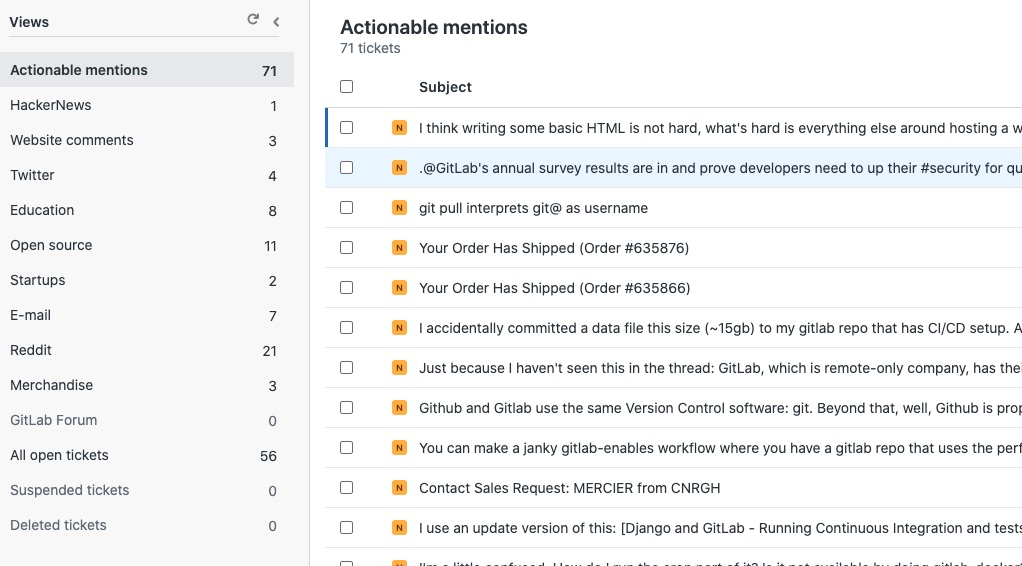 Views
Actionable mentions 71
HackerNews 1
Website comments 3
Twitter 4
Education 8
Open source 11
Startups 2
E-mail 7
Reddit 21
Merchandise 3
GitLab Forum 0
All open tickets 56
Suspended tickets 0
Deleted tickets 0
Actionable mentions
71 tickets
Subject
N I think writing some basic HTML is not hard, what's hard is everything else around hosting a w
N .@GitLab's annual survey results are in and prove developers need to up their #security for qu
N git pull interprets git@ as username
N Your Order Has Shipped (Order #635876)
N Your Order Has Shipped (Order #635866)
N I accidentally committed a data file this size (~15gb) to my gitlab repo that has CI/CD setup. A
N Just because I haven't seen this in the thread: GitLab, which is remote-only company, has thei
N Github and Gitlab use the same Version Control software: git. Beyond that, well, Github is prop
N You can make a janky gitlab-enables workflow where you have a gitlab repo that uses the perf
N Contact Sales Request: MERCIER from CNRGH
N I use an update version of this: [Django and GitLab - Running Continuous Integration and tests